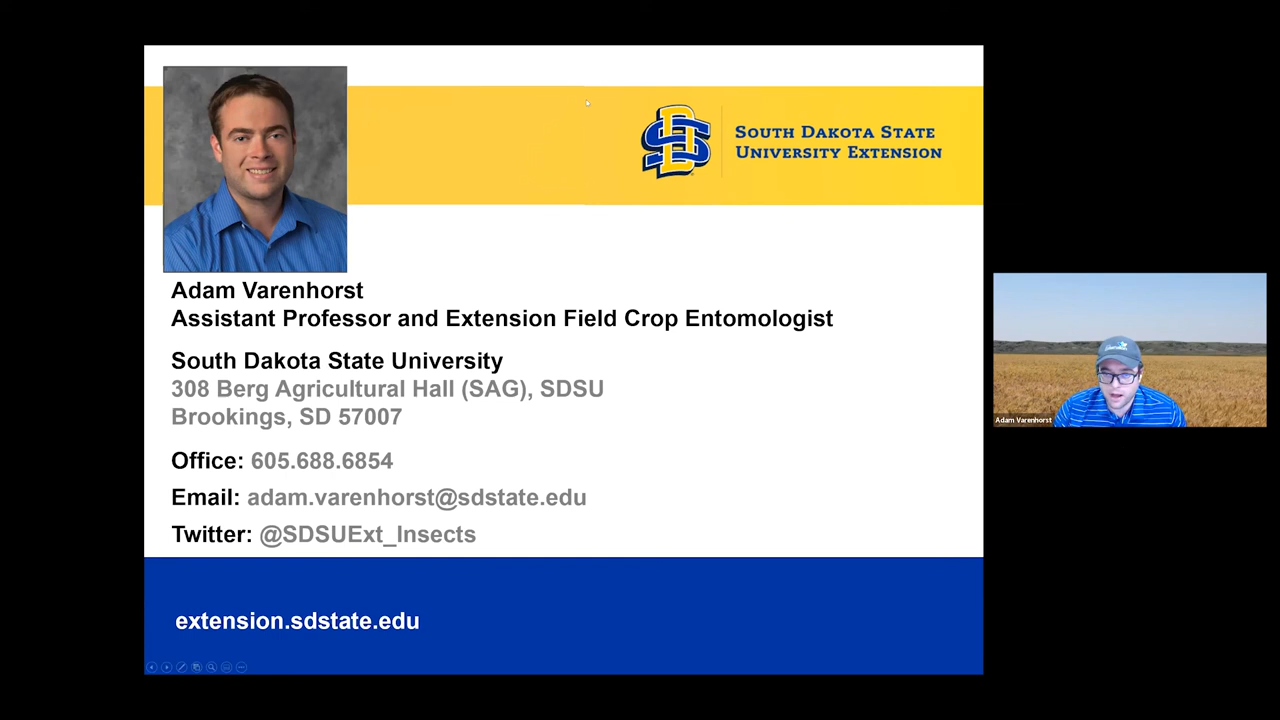 South Dakota State
University Extension
Adam Varenhorst
Assistant Professor and Extension Field Crop Entomologist
South Dakota State University
308 Berg Agricultural Hall (SAG), SDSU
Brookings, SD 57007
Office: 605.688.6854
Email: adam.varenhorst@sdstate.edu
Twitter: @SDSUExt_Insects
extension.sdstate.edu
Adam Varenhorst